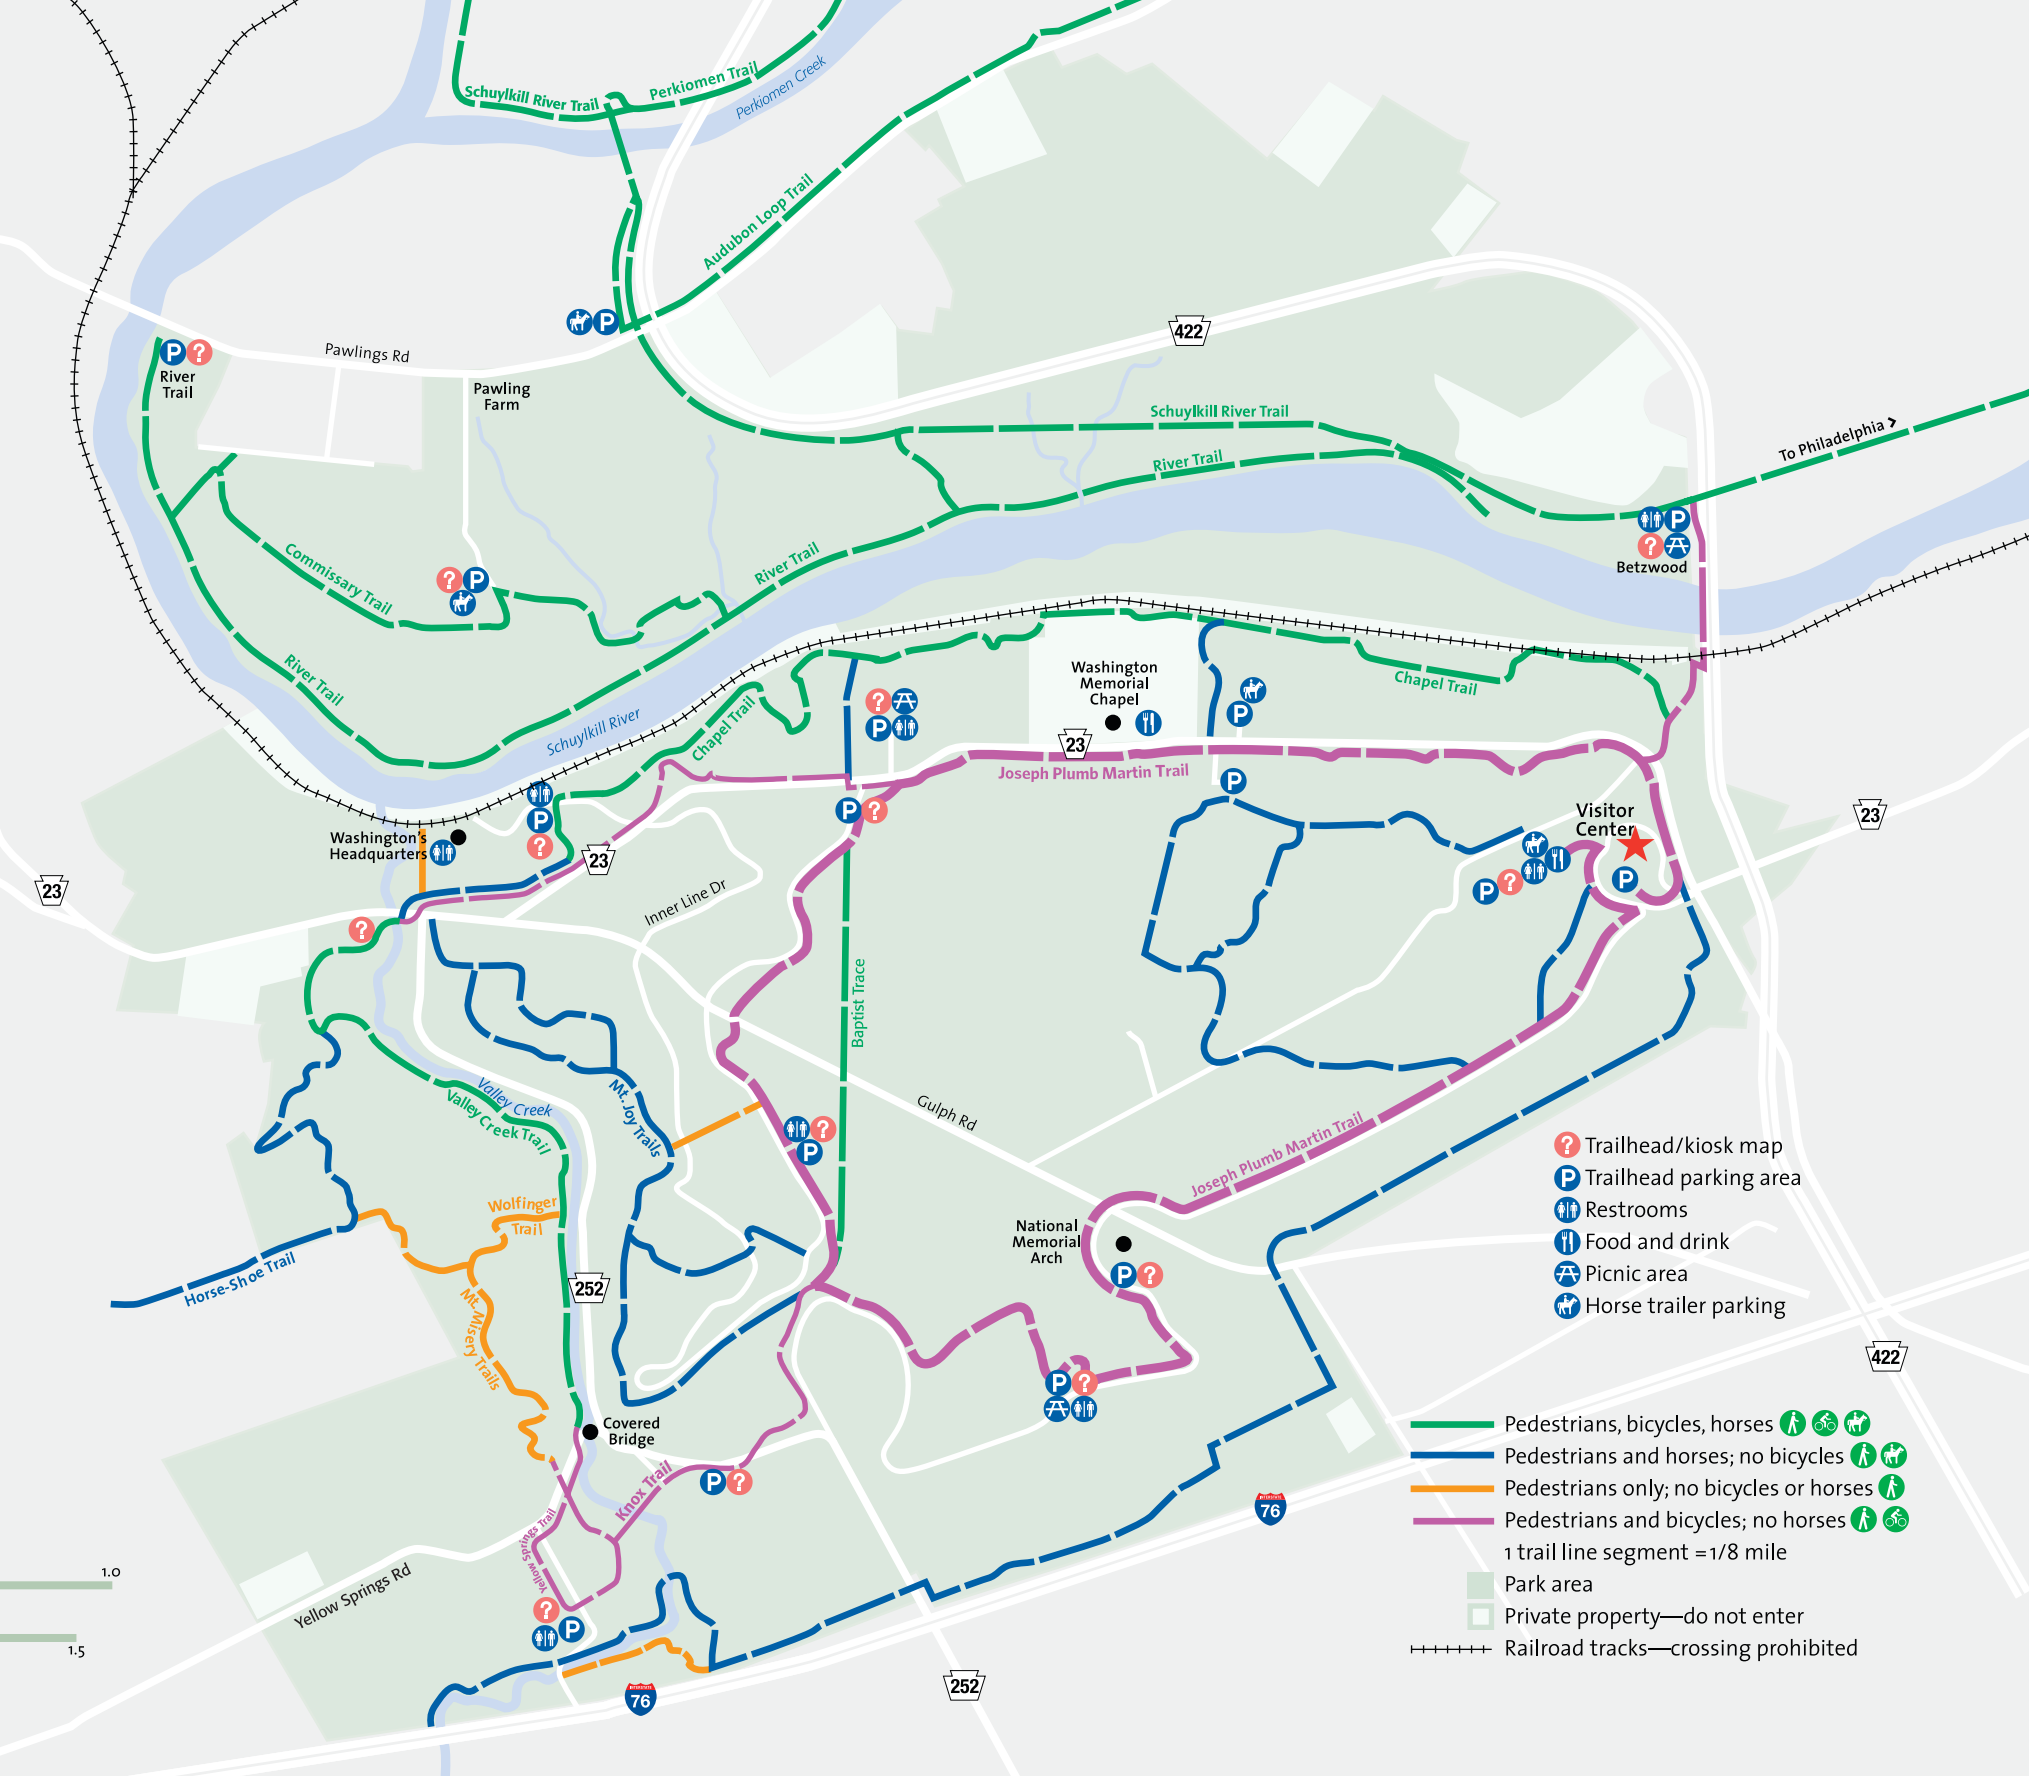 Schuylkill River Trail
Perkiomen Trail
Perkiomen Creek
Audubon Loop Trail
422
Pawlings Rd
River
Trail
Pawling
Farm
Schuylkill River Trail
River Trail
To Philadelphia >
Commissary Trail
River Trail
Betzwood
River Trail
Schuylkill River
Chapel Trail
Washington
Memorial
Chapel
Chapel Trail
23
Joseph Plumb Martin Trail
Washington's
Headquarters
23
23
Visitor
Center
23
Inner Line Dr
Baptist Trace
Valley Creek
Valley Creek Trail
Mt. Joy Trails
Gulph Rd
Joseph Plumb Martin Trail
Wolfinger
Trail
National
Memorial
Arch
Horse-Shoe Trail
252
Mt. Misery Trails
Covered
Bridge
Knox Trail
Yellow Springs Trail
Yellow Springs Rd
1.0
1.5
76
76
252
422
? Trailhead/kiosk map
P Trailhead parking area
Restrooms
Food and drink
Picnic area
Horse trailer parking
Pedestrians, bicycles, horses
Pedestrians and horses; no bicycles
Pedestrians only; no bicycles or horses
Pedestrians and bicycles; no horses
1 trail line segment =1/8 mile
Park area
Private property—do not enter
Railroad tracks—crossing prohibited